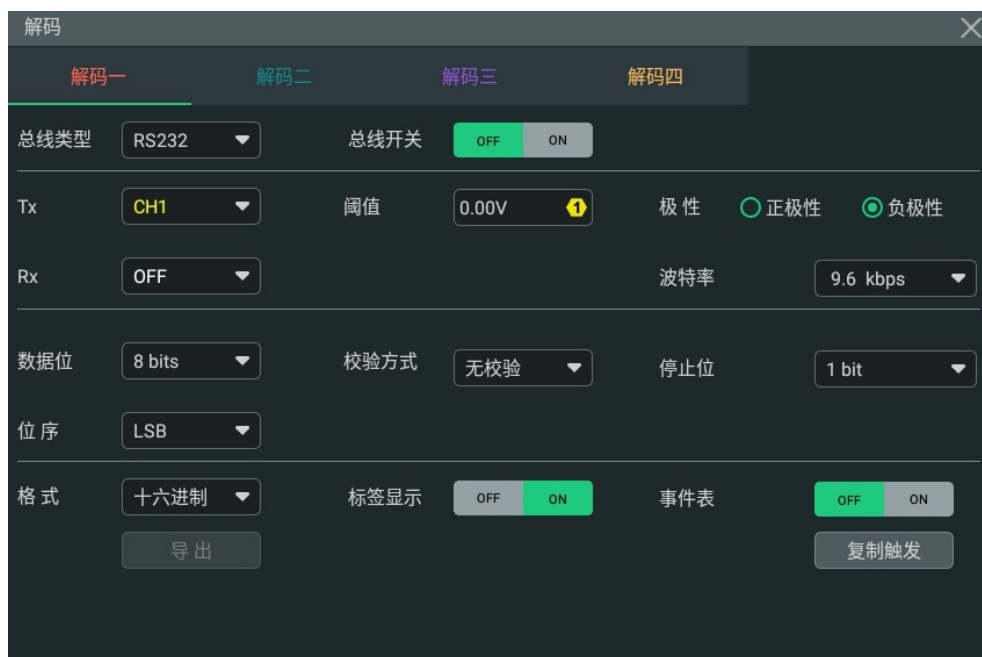 解码
解码一 解码二 解码三 解码四
总线类型 RS232 总线开关 OFF ON
Tx CH1 阈值 0.00V 1 极性 正极性 负极性
Rx OFF 波特率 9.6 kbps
数据位 8 bits 校验方式 无校验 停止位 1 bit
位序 LSB
格式 十六进制 标签显示 OFF ON 事件表 OFF ON
导出 复制触发